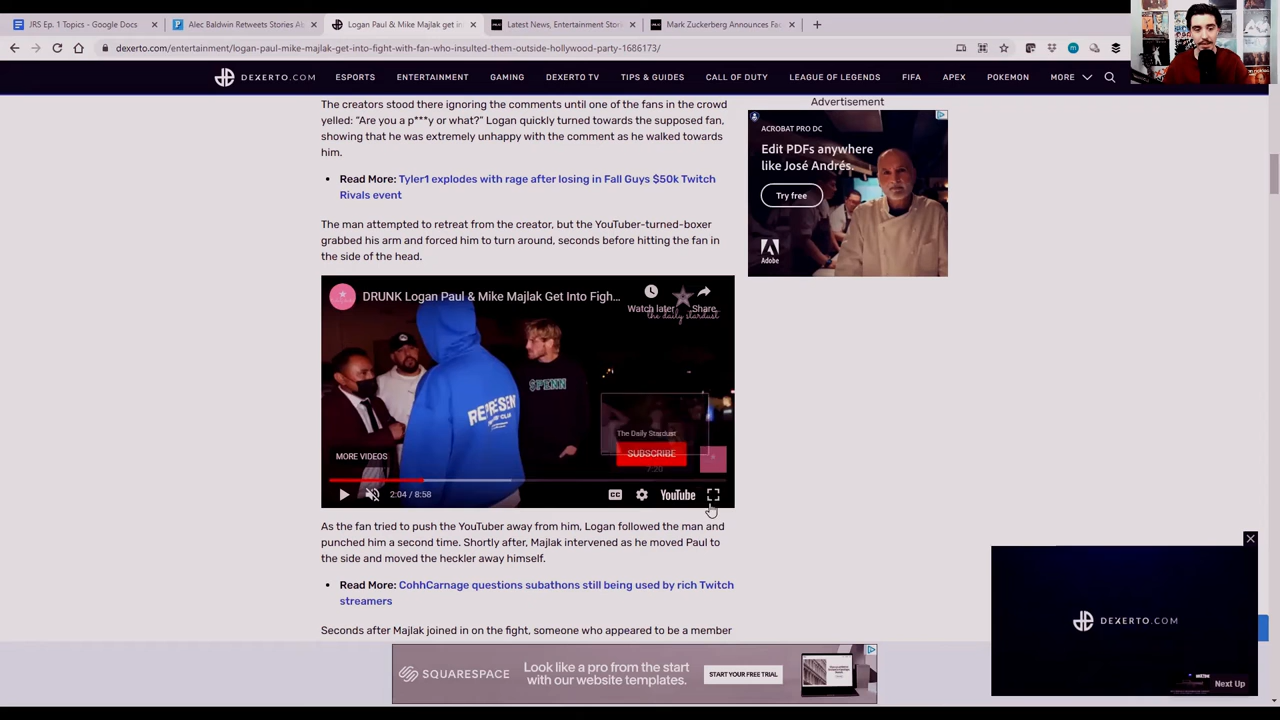 JRS Ep. 1 Topics - Google Docs
Alec Baldwin Retweets Stories Ab
Logan Paul & Mike Majlak get in
Latest News, Entertainment Stories
Mark Zuckerberg Announces Fac
dexerto.com/entertainment/logan-paul-mike-majlak-get-into-fight-with-fan-who-insulted-them-outside-hollywood-party-1686173/
DEXERTO.COM ESPORTS ENTERTAINMENT GAMING DEXERTO TV TIPS & GUIDES CALL OF DUTY LEAGUE OF LEGENDS FIFA APEX POKEMON MORE
The creators stood there ignoring the comments until one of the fans in the crowd
yelled: “Are you a p***y or what?” Logan quickly turned towards the supposed fan,
showing that he was extremely unhappy with the comment as he walked towards
him.
Read More: Tyler1 explodes with rage after losing in Fall Guys $50k Twitch
Rivals event
The man attempted to retreat from the creator, but the YouTuber-turned-boxer
grabbed his arm and forced him to turn around, seconds before hitting the fan in
the side of the head.
DRUNK Logan Paul & Mike Majlak Get Into Figh...
Watch later
Share
the daily stardust
$PENN
REPRESEN
The Daily Stardust
SUBSCRIBE
7:20
MORE VIDEOS
2:04 / 8:58
CC
YouTube
As the fan tried to push the YouTuber away from him, Logan followed the man and
punched him a second time. Shortly after, Majlak intervened as he moved Paul to
the side and moved the heckler away himself.
Read More: CohhCarnage questions subathons still being used by rich Twitch
streamers
Seconds after Majlak joined in on the fight, someone who appeared to be a member
Advertisement
ACROBAT PRO DC
Edit PDFs anywhere
like José Andrés.
Try free
Adobe
DEXERTO.COM
Next Up
SQUARESPACE
Look like a pro from the start
with our website templates.
START YOUR FREE TRIAL